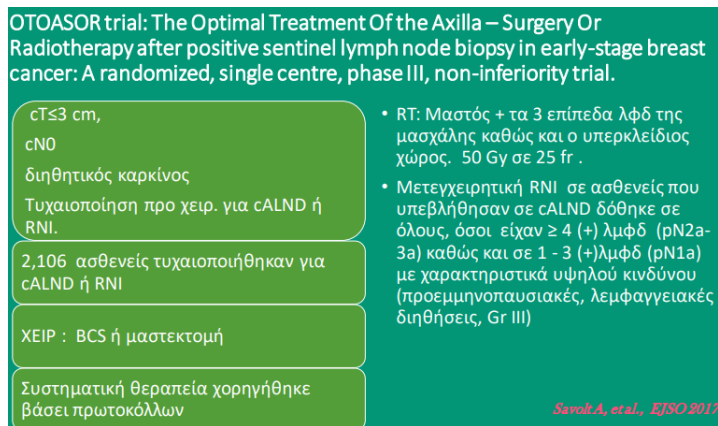 OTOASOR trial: The Optimal Treatment Of the Axilla – Surgery Or
Radiotherapy after positive sentinel lymph node biopsy in early-stage breast
cancer: A randomized, single centre, phase III, non-inferiority trial.
cT≤3 cm,
cN0
διηθητικός καρκίνος
Τυχαιοποίηση προ χειρ. για cALND ή
RNI.
2,106 ασθενείς τυχαιοποιήθηκαν για
cALND ή RNI
ΧΕΙΡ : BCS ή μαστεκτομή
Συστηματική θεραπεία χορηγήθηκε
βάσει πρωτοκόλλων
• RT: Μαστός + τα 3 επίπεδα λφδ της
μασχάλης καθώς και ο υπερκλείδιος
χώρος. 50 Gy σε 25 fr .
• Μετεγχειρητική RNI σε ασθενείς που
υπεβλήθησαν σε cALND δόθηκε σε
όλους, όσοι είχαν ≥ 4 (+) λμφδ (pN2a-
3a) καθώς και σε 1 - 3 (+)λμφδ (pN1a)
με χαρακτηριστικά υψηλού κινδύνου
(προεμμηνοπαυσιακές, λεμφαγγειακές
διηθήσεις, Gr III)
Savolt A, et al., EJSO 2017